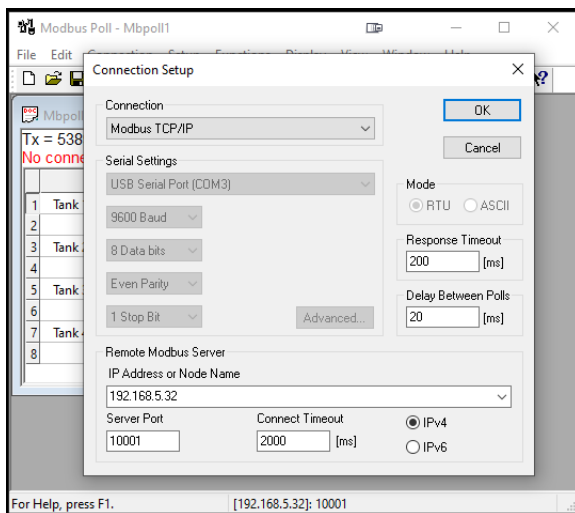 Modbus Poll - Mbpoll1
File Edit
Connection Setup
Mbpoll
Tx = 538
No conne
1 Tank
2
3 Tank
4
5 Tank
6
7 Tank
8
Connection
Modbus TCP/IP
OK
Cancel
Serial Settings
USB Serial Port (COM3)
9600 Baud
8 Data bits
Even Parity
1 Stop Bit
Advanced...
Mode
RTU ASCII
Response Timeout
200 [ms]
Delay Between Polls
20 [ms]
Remote Modbus Server
IP Address or Node Name
192.168.5.32
Server Port Connect Timeout
10001 2000 [ms]
IPv4
IPv6
For Help, press F1. [192.168.5.32]: 10001